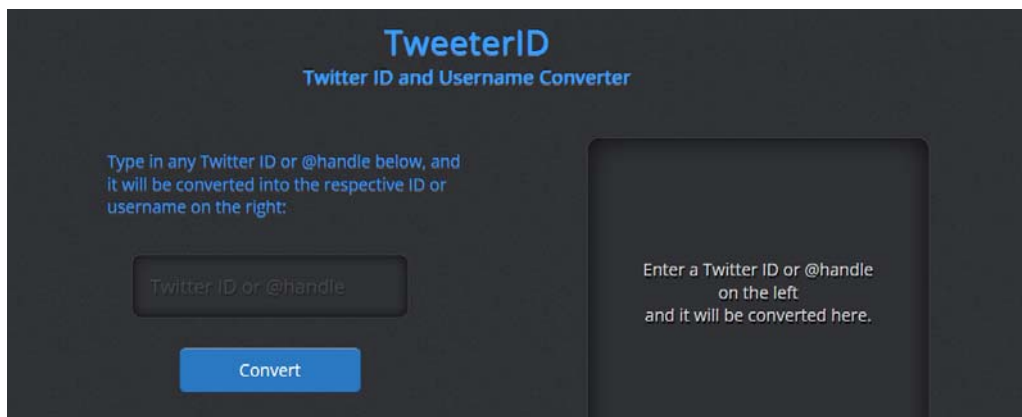 TweeterID
Twitter ID and Username Converter
Type in any Twitter ID or @handle below, and
it will be converted into the respective ID or
username on the right:
Twitter ID or @handle
Convert
Enter a Twitter ID or @handle
on the left
and it will be converted here.